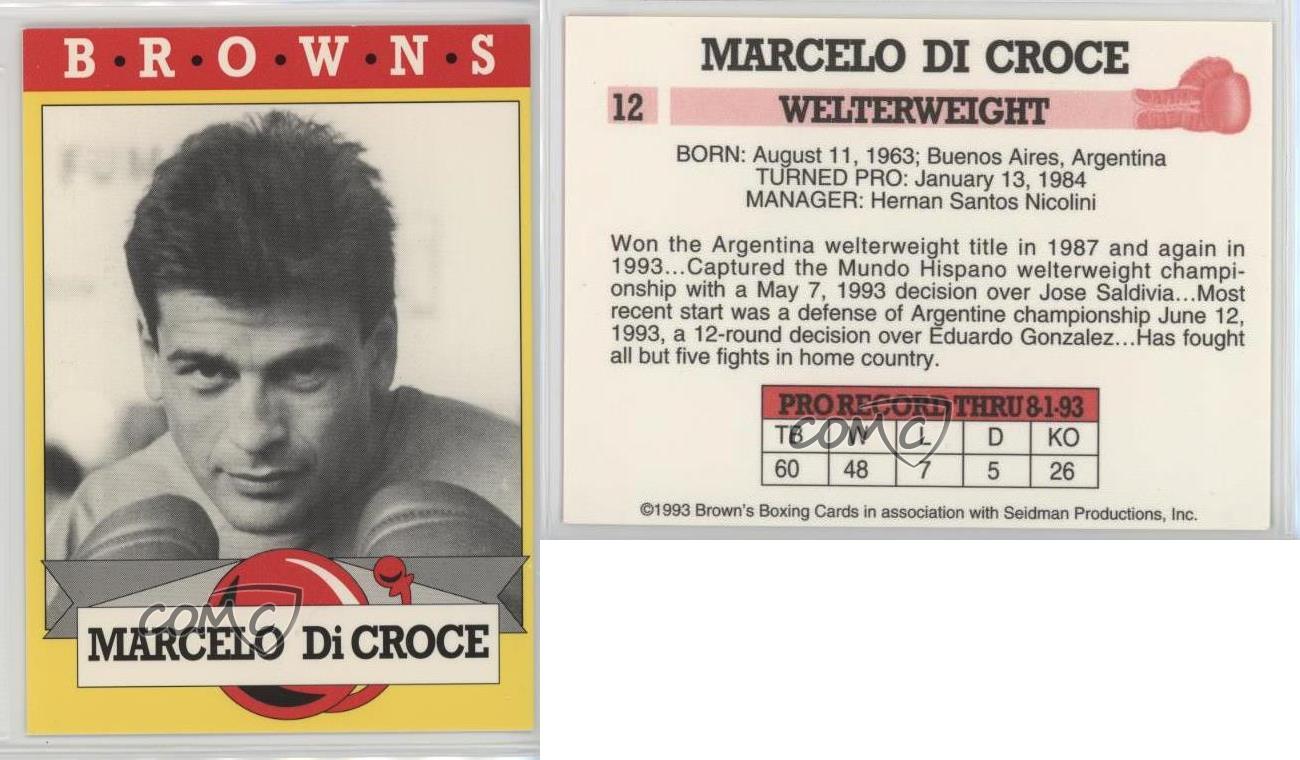 B•R•O•W•N•S
MARCELO Di CROCE
COMC
MARCELO DI CROCE
12 WELTERWEIGHT
BORN: August 11, 1963; Buenos Aires, Argentina
TURNED PRO: January 13, 1984
MANAGER: Hernan Santos Nicolini
Won the Argentina welterweight title in 1987 and again in
1993...Captured the Mundo Hispano welterweight champi-
onship with a May 7, 1993 decision over Jose Saldivia...Most
recent start was a defense of Argentine championship June 12,
1993, a 12-round decision over Eduardo Gonzalez...Has fought
all but five fights in home country.
PRO RECORD THRU 8-1-93
TB W L D KO
60 48 7 5 26
COMC
©1993 Brown's Boxing Cards in association with Seidman Productions, Inc.